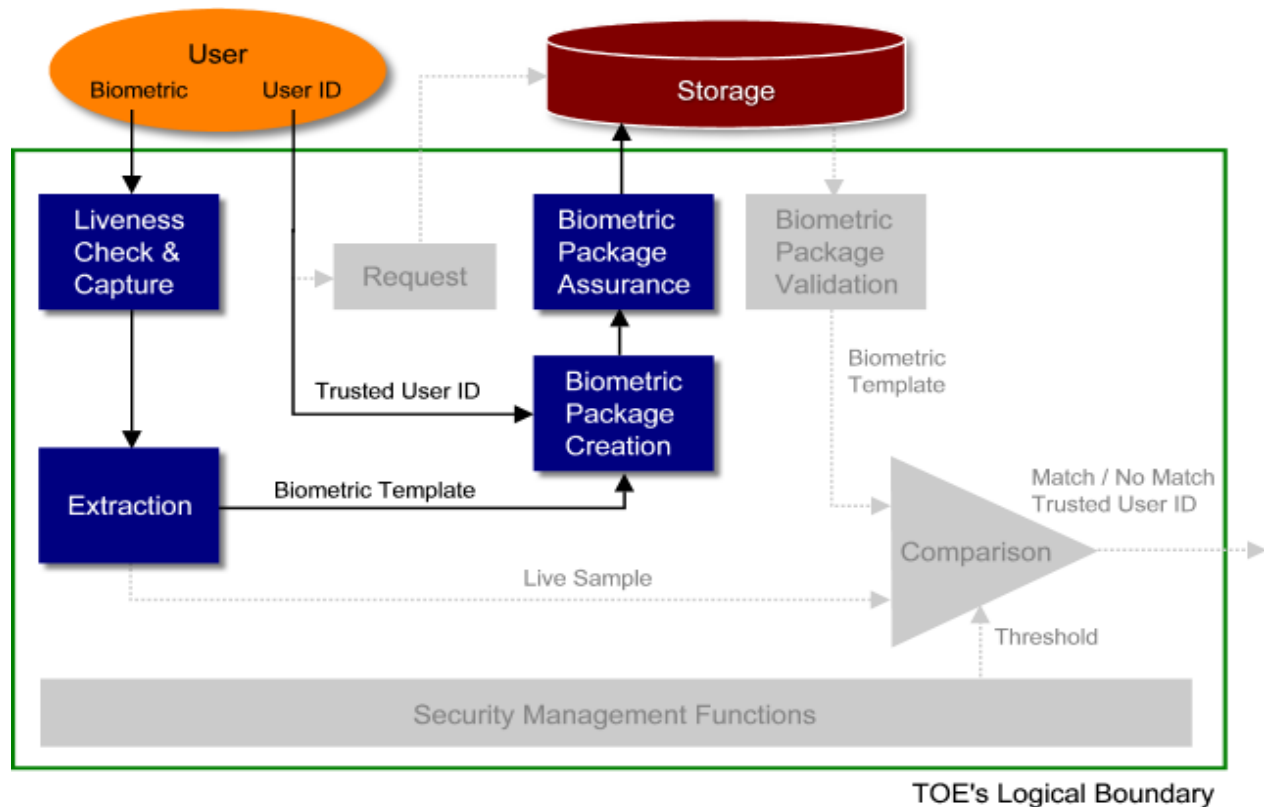 User
Biometric
User ID
Storage
Liveness
Check &
Capture
Request
Biometric
Package
Assurance
Biometric
Package
Validation
Biometric
Template
Trusted User ID
Biometric
Package
Creation
Extraction
Biometric Template
Match / No Match
Trusted User ID
Comparison
Live Sample
Threshold
Security Management Functions
TOE's Logical Boundary